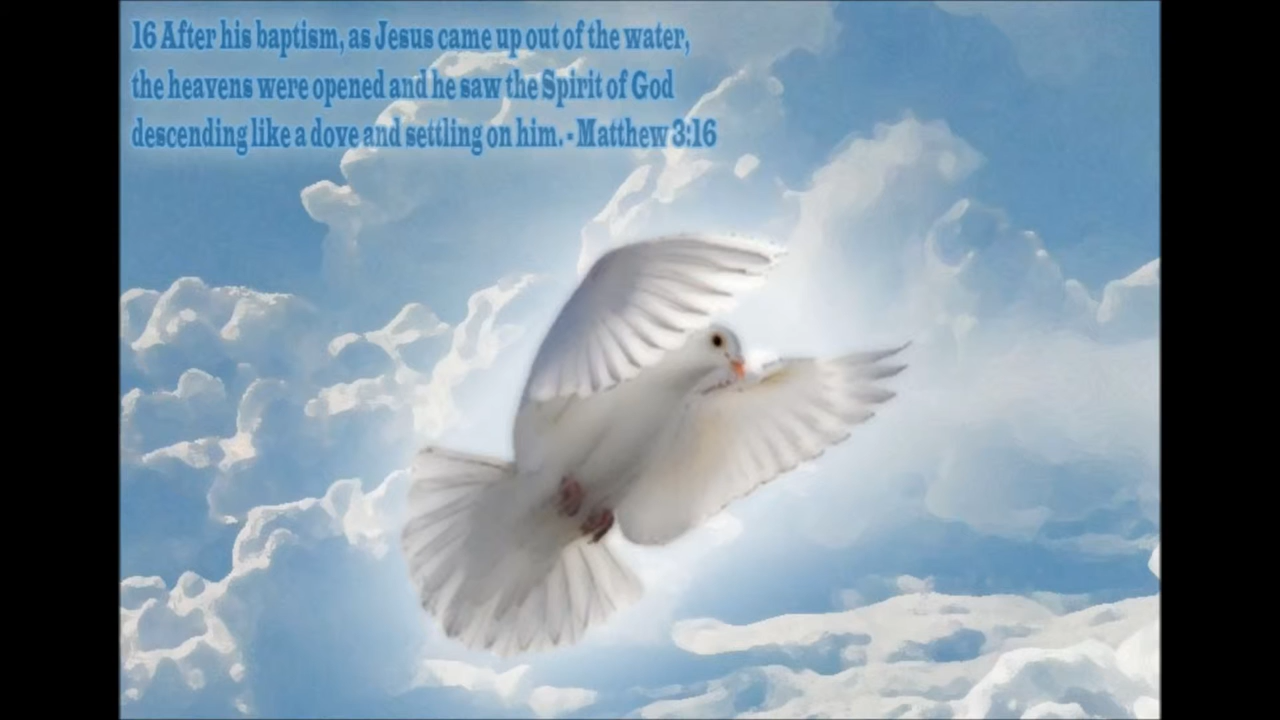 16 After his baptism, as Jesus came up out of the water,
the heavens were opened and he saw the Spirit of God
descending like a dove and settling on him. - Matthew 3:16